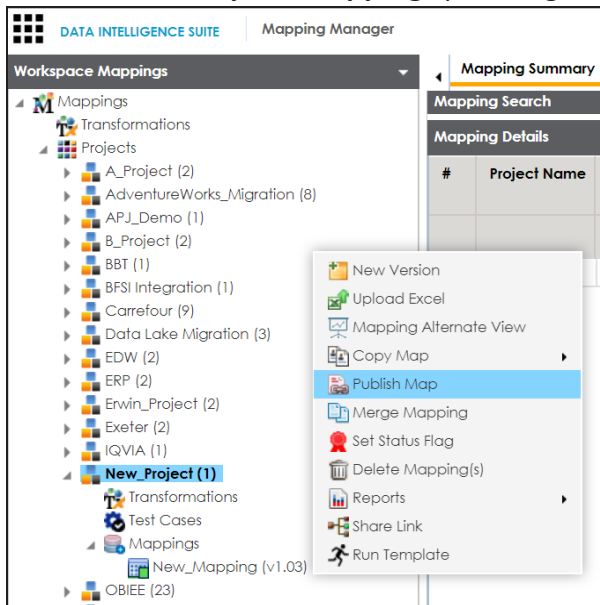 DATA INTELLIGENCE SUITE Mapping Manager
Workspace Mappings
Mappings
Transformations
Projects
A_Project (2)
AdventureWorks_Migration (8)
APJ_Demo (1)
B_Project (2)
BBT (1)
BFSI Integration (1)
Carrefour (9)
Data Lake Migration (3)
EDW (2)
ERP (2)
Erwin_Project (2)
Exeter (2)
IQVIA (1)
New_Project (1)
Transformations
Test Cases
Mappings
New_Mapping (v1.03)
OBIEE (23)
Mapping Summary
Mapping Search
Mapping Details
# Project Name
New Version
Upload Excel
Mapping Alternate View
Copy Map
Publish Map
Merge Mapping
Set Status Flag
Delete Mapping(s)
Reports
Share Link
Run Template